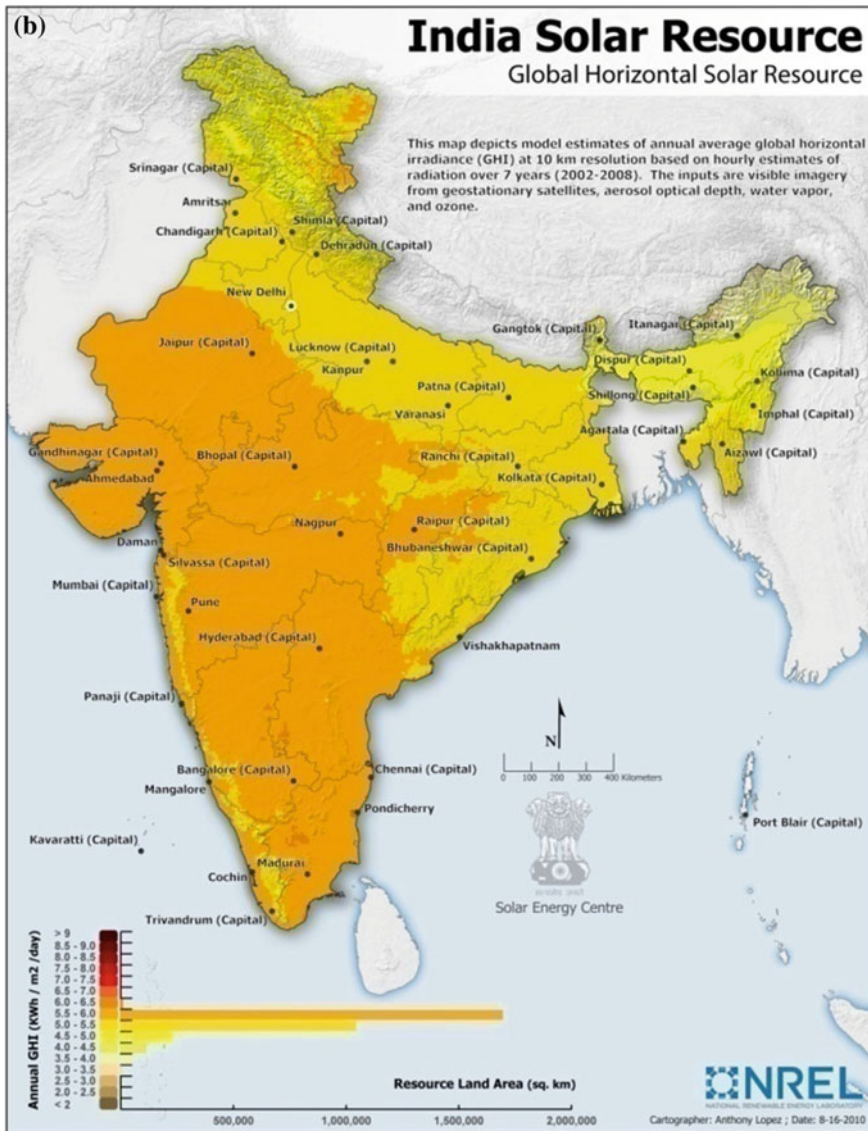 (b)
India Solar Resource
Global Horizontal Solar Resource
This map depicts model estimates of annual average global horizontal
irradiance (GHI) at 10 km resolution based on hourly estimates of
radiation over 7 years (2002-2008). The inputs are visible imagery
from geostationary satellites, aerosol optical depth, water vapor,
and ozone.
Srinagar (Capital)
Amritsar
Shimla (Capital)
Chandigarh (Capital)
Dehradun (Capital)
New Delhi
Gangtok (Capital)
Itanagar (Capital)
Jaipur (Capital)
Lucknow (Capital)
Kanpur
Dispur (Capital)
Kohima (Capital)
Patna (Capital)
Shillong (Capital)
Varanasi
Imphal (Capital)
Agartala (Capital)
Gandhinagar (Capital)
Bhopal (Capital)
Ranchi (Capital)
Aizawl (Capital)
Ahmedabad
Kolkata (Capital)
Nagpur
Raipur (Capital)
Daman
Bhubaneshwar (Capital)
Silvassa (Capital)
Mumbai (Capital)
Pune
Hyderabad (Capital)
Vishakhapatnam
Panaji (Capital)
N
Bangalore (Capital)
Chennai (Capital)
0 100 200 300 400 Kilometers
Mangalore
Pondicherry
Port Blair (Capital)
Kavaratti (Capital)
Madurai
Cochin
Solar Energy Centre
Trivandrum (Capital)
Annual GHI (KWh / m2 /day)
> 9
8.5 - 9.0
8.0 - 8.5
7.5 - 8.0
7.0 - 7.5
6.5 - 7.0
6.0 - 6.5
5.5 - 6.0
5.0 - 5.5
4.5 - 5.0
4.0 - 4.5
3.5 - 4.0
3.0 - 3.5
2.5 - 3.0
2.0 - 2.5
< 2
Resource Land Area (sq. km)
500,000 1,000,000 1,500,000 2,000,000
NREL
NATIONAL RENEWABLE ENERGY LABORATORY
Cartographer: Anthony Lopez ; Date: 8-16-2010